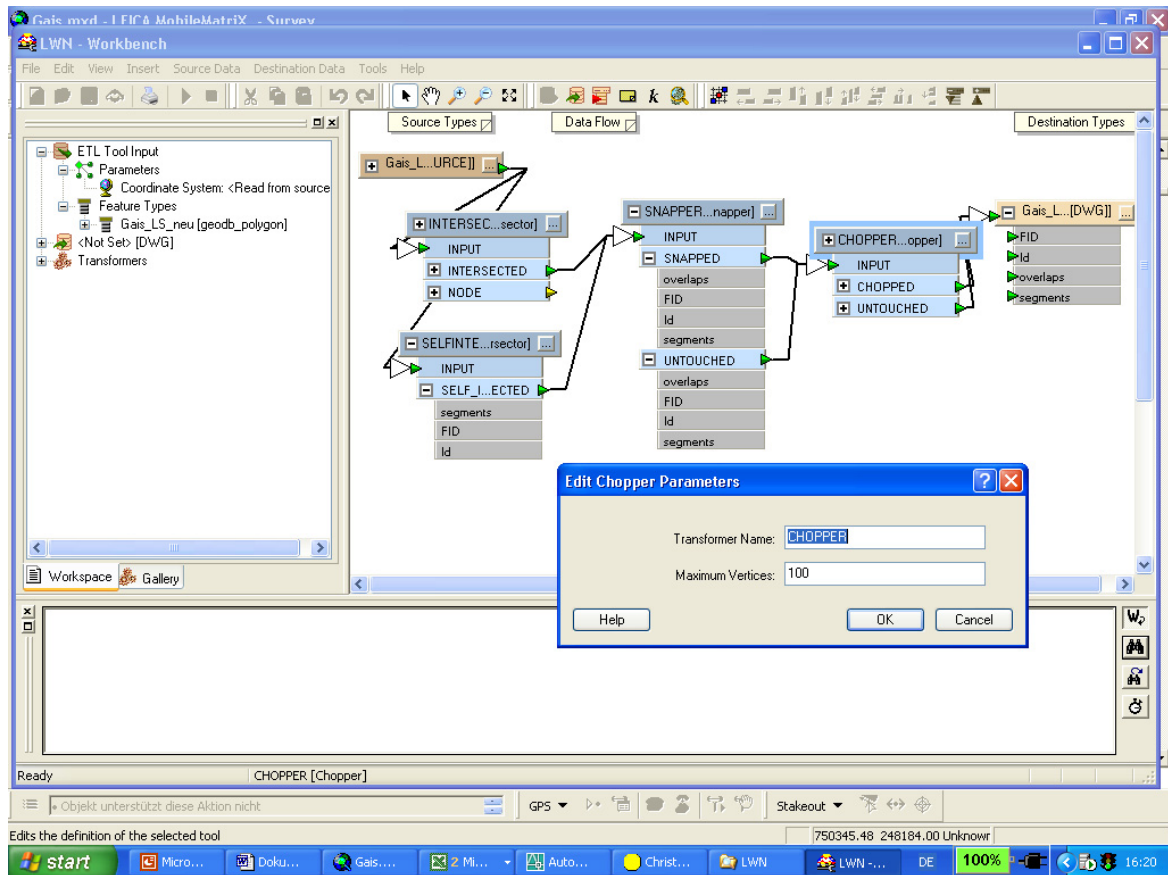 Gais.mxd - LEICA MobileMatriX - Survey
LWN - Workbench
File Edit View Insert Source Data Destination Data Tools Help
Source Types
Data Flow
Destination Types
ETL Tool Input
Parameters
Coordinate System: <Read from source
Feature Types
Gais_LS_neu [geodb_polygon]
<Not Set> [DWG]
Transformers
Workspace Gallery
Gais_L...URCE]] ...
INTERSEC...sector] ...
INPUT
INTERSECTED
NODE
SELFINTE...rsector] ...
INPUT
SELF_I...ECTED
segments
FID
Id
SNAPPER...napper] ...
INPUT
SNAPPED
overlaps
FID
Id
segments
UNTOUCHED
overlaps
FID
Id
segments
CHOPPER...opper] ...
INPUT
CHOPPED
UNTOUCHED
Gais_L...[DWG]] ...
FID
Id
overlaps
segments
Edit Chopper Parameters
Transformer Name: CHOPPER
Maximum Vertices: 100
Help OK Cancel
Ready CHOPPER [Chopper]
Objekt unterstützt diese Aktion nicht GPS Stakeout
Edits the definition of the selected tool 750345.48 248184.00 Unknowr
start Micro... Doku... Gais.... 2 Mi... Auto... Christ... LWN LWN -... DE 100% 16:20